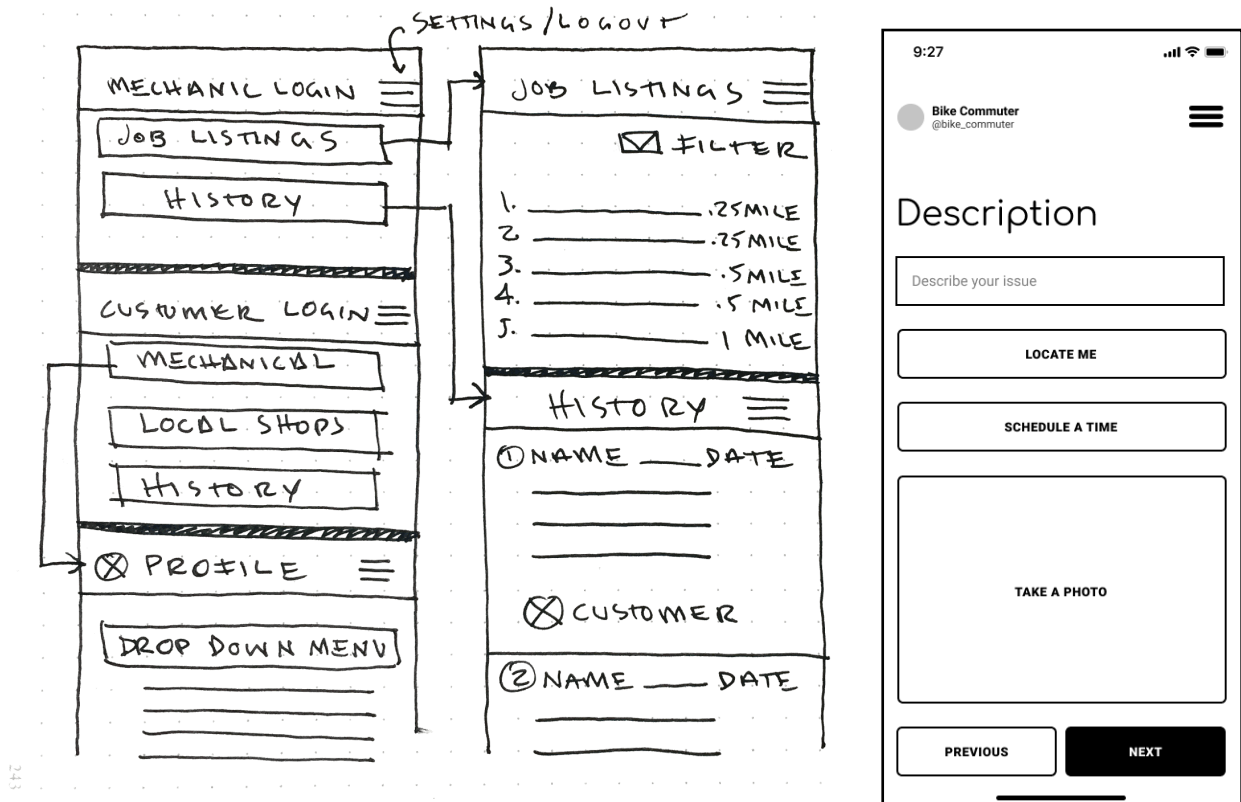 SETTINGS/LOGOUT
MECHANIC LOGIN
JOB LISTINGS
HISTORY
CUSTOMER LOGIN
MECHANICAL
LOCAL SHOPS
HISTORY
PROFILE
DROP DOWN MENU
243
JOB LISTINGS
FILTER
1. .25 MILE
2 .25 MILE
3. .5 MILE
4. .5 MILE
5. 1 MILE
HISTORY
1 NAME DATE
CUSTOMER
2 NAME DATE
9:27
Bike Commuter
@bike_commuter
Description
Describe your issue
LOCATE ME
SCHEDULE A TIME
TAKE A PHOTO
PREVIOUS
NEXT